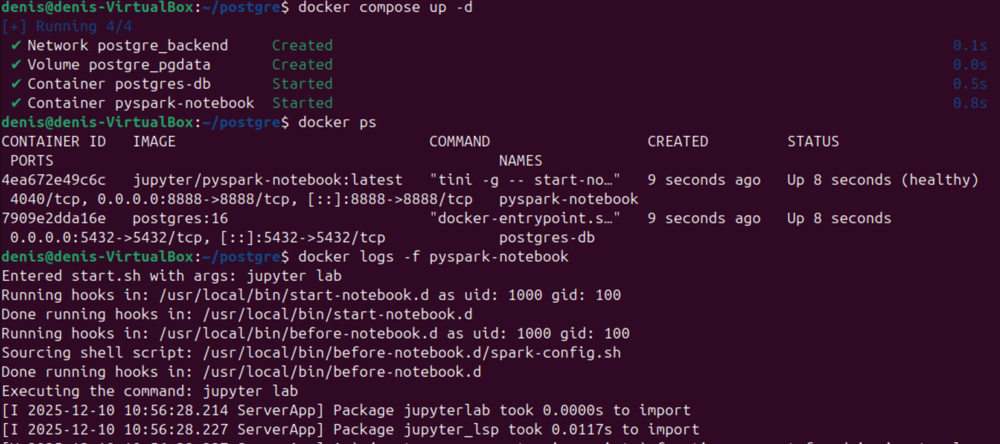 denis@denis-VirtualBox:~/postgre$ docker compose up -d
[+] Running 4/4
✔ Network postgre_backend Created 0.1s
✔ Volume postgre_pgdata Created 0.0s
✔ Container postgres-db Started 0.5s
✔ Container pyspark-notebook Started 0.8s
denis@denis-VirtualBox:~/postgre$ docker ps
CONTAINER ID IMAGE COMMAND CREATED STATUS
PORTS NAMES
4ea672e49c6c jupyter/pyspark-notebook:latest "tini -g -- start-no…" 9 seconds ago Up 8 seconds (healthy)
4040/tcp, 0.0.0.0:8888->8888/tcp, [::]:8888->8888/tcp pyspark-notebook
7909e2dda16e postgres:16 "docker-entrypoint.s…" 9 seconds ago Up 8 seconds
0.0.0.0:5432->5432/tcp, [::]:5432->5432/tcp postgres-db
denis@denis-VirtualBox:~/postgre$ docker logs -f pyspark-notebook
Entered start.sh with args: jupyter lab
Running hooks in: /usr/local/bin/start-notebook.d as uid: 1000 gid: 100
Done running hooks in: /usr/local/bin/start-notebook.d
Running hooks in: /usr/local/bin/before-notebook.d as uid: 1000 gid: 100
Sourcing shell script: /usr/local/bin/before-notebook.d/spark-config.sh
Done running hooks in: /usr/local/bin/before-notebook.d
Executing the command: jupyter lab
[I 2025-12-10 10:56:28.214 ServerApp] Package jupyterlab took 0.0000s to import
[I 2025-12-10 10:56:28.227 ServerApp] Package jupyter_lsp took 0.0117s to import